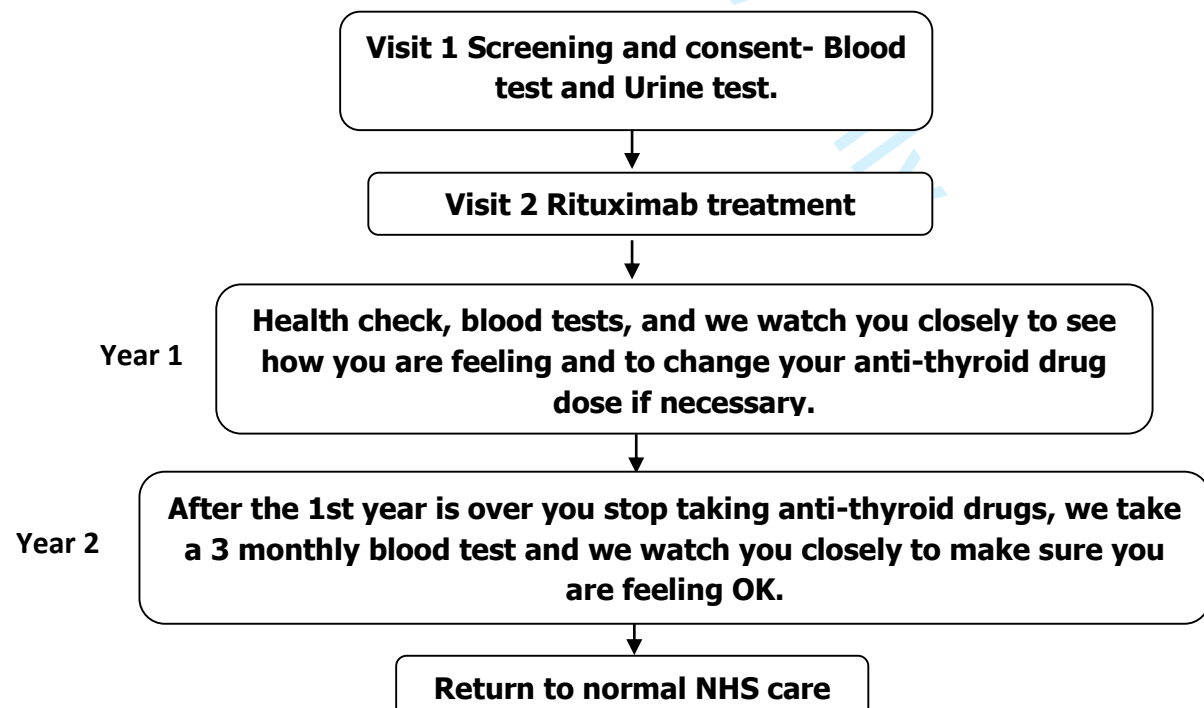 Visit 1 Screening and consent- Blood
test and Urine test.
Visit 2 Rituximab treatment
Year 1
Health check, blood tests, and we watch you closely to see
how you are feeling and to change your anti-thyroid drug
dose if necessary.
Year 2
After the 1st year is over you stop taking anti-thyroid drugs, we take
a 3 monthly blood test and we watch you closely to make sure you
are feeling OK.
Return to normal NHS care